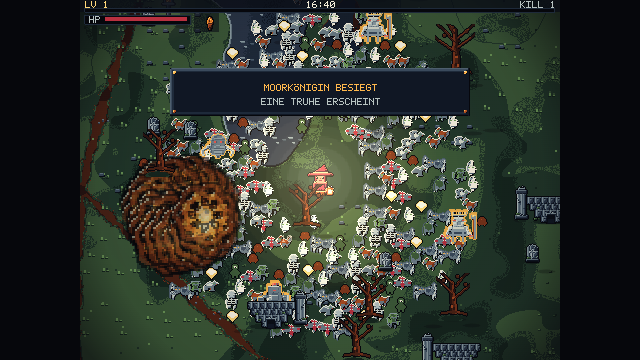 LV 1
16:40
KILL 1
HP
MOORKÖNIGIN BESIEGT
EINE TRUHE ERSCHEINT